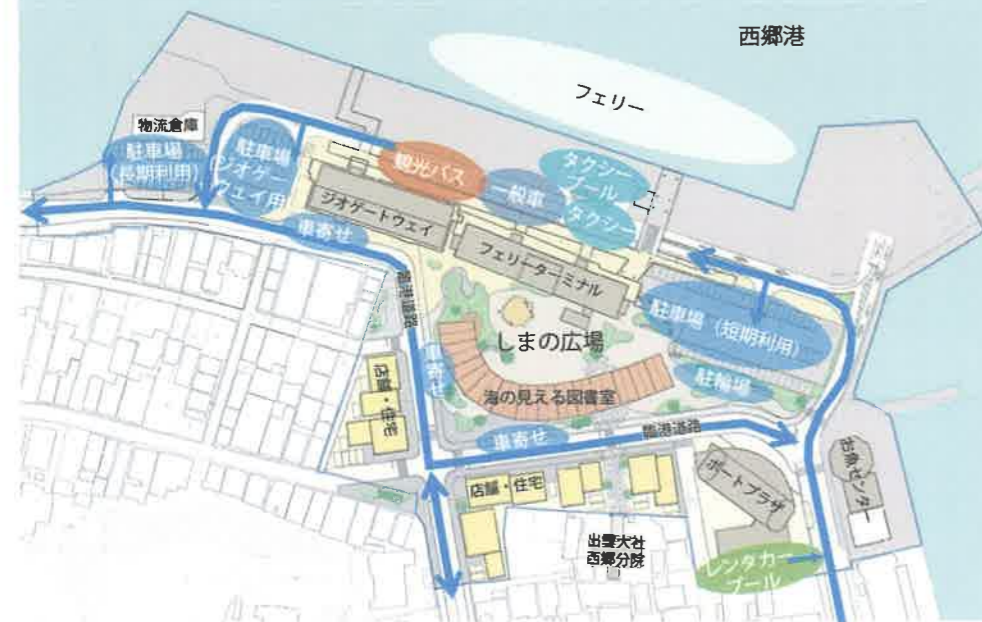 西郷港
フェリー
物流倉庫
駐車場
（長期利用）
駐車場
ジオゲー
ウェイ用
観光バス
一般車
タクシー
プール
タクシー
ジオゲートウェイ
車寄せ
フェリーターミナル
臨港道路
駐車場（短期利用）
しまの広場
車寄せ
店舗・住宅
海の見える図書室
駐輪場
車寄せ
臨港道路
店舗・住宅
ポートプラザ
お魚センター
出雲大社
西郷分院
レンタカー
プール